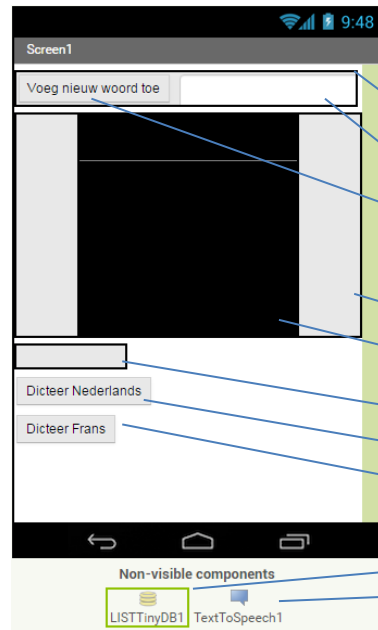 9:48
Screen1
Voeg nieuw woord toe
Dicteer Nederlands
Dicteer Frans
Non-visible components
LISTTinyDB1 TextToSpeech1